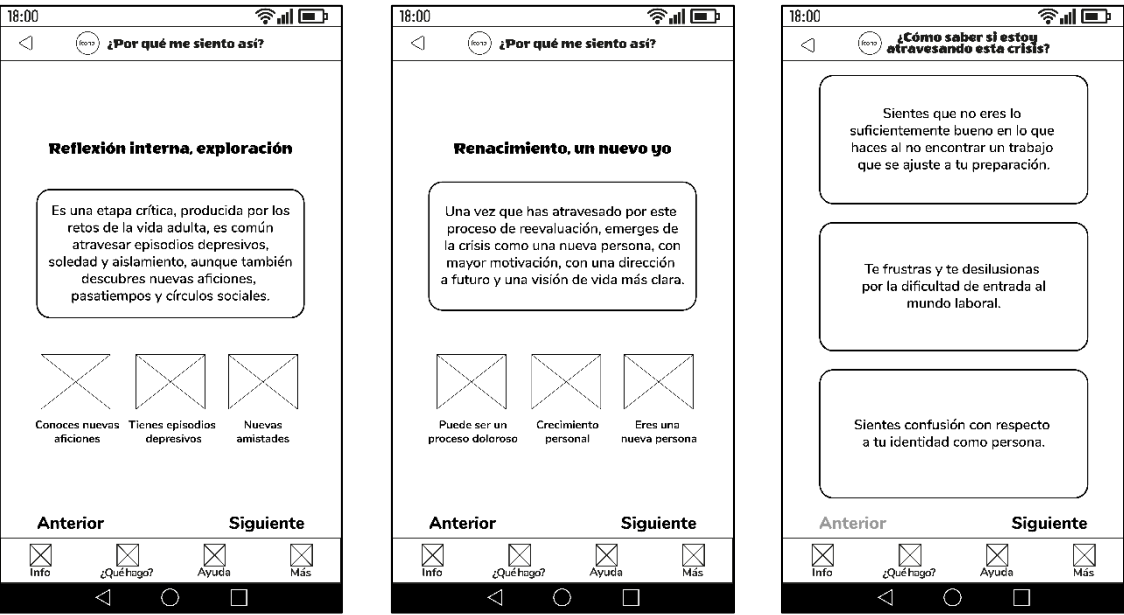 18:00
Icono
¿Por qué me siento así?
Reflexión interna, exploración
Es una etapa crítica, producida por los
retos de la vida adulta, es común
atravesar episodios depresivos,
soledad y aislamiento, aunque también
descubres nuevas aficiones,
pasatiempos y círculos sociales.
Conoces nuevas
aficiones
Tienes episodios
depresivos
Nuevas
amistades
Anterior
Siguiente
Info
¿Qué hago?
Ayuda
Más
18:00
Icono
¿Por qué me siento así?
Renacimiento, un nuevo yo
Una vez que has atravesado por este
proceso de reevaluación, emerges de
la crisis como una nueva persona, con
mayor motivación, con una dirección
a futuro y una visión de vida más clara.
Puede ser un
proceso doloroso
Crecimiento
personal
Eres una
nueva persona
Anterior
Siguiente
Info
¿Qué hago?
Ayuda
Más
18:00
Icono
¿Cómo saber si estoy
atravesando esta crisis?
Sientes que no eres lo
suficientemente bueno en lo que
haces al no encontrar un trabajo
que se ajuste a tu preparación.
Te frustras y te desilusionas
por la dificultad de entrada al
mundo laboral.
Sientes confusión con respecto
a tu identidad como persona.
Anterior
Siguiente
Info
¿Qué hago?
Ayuda
Más